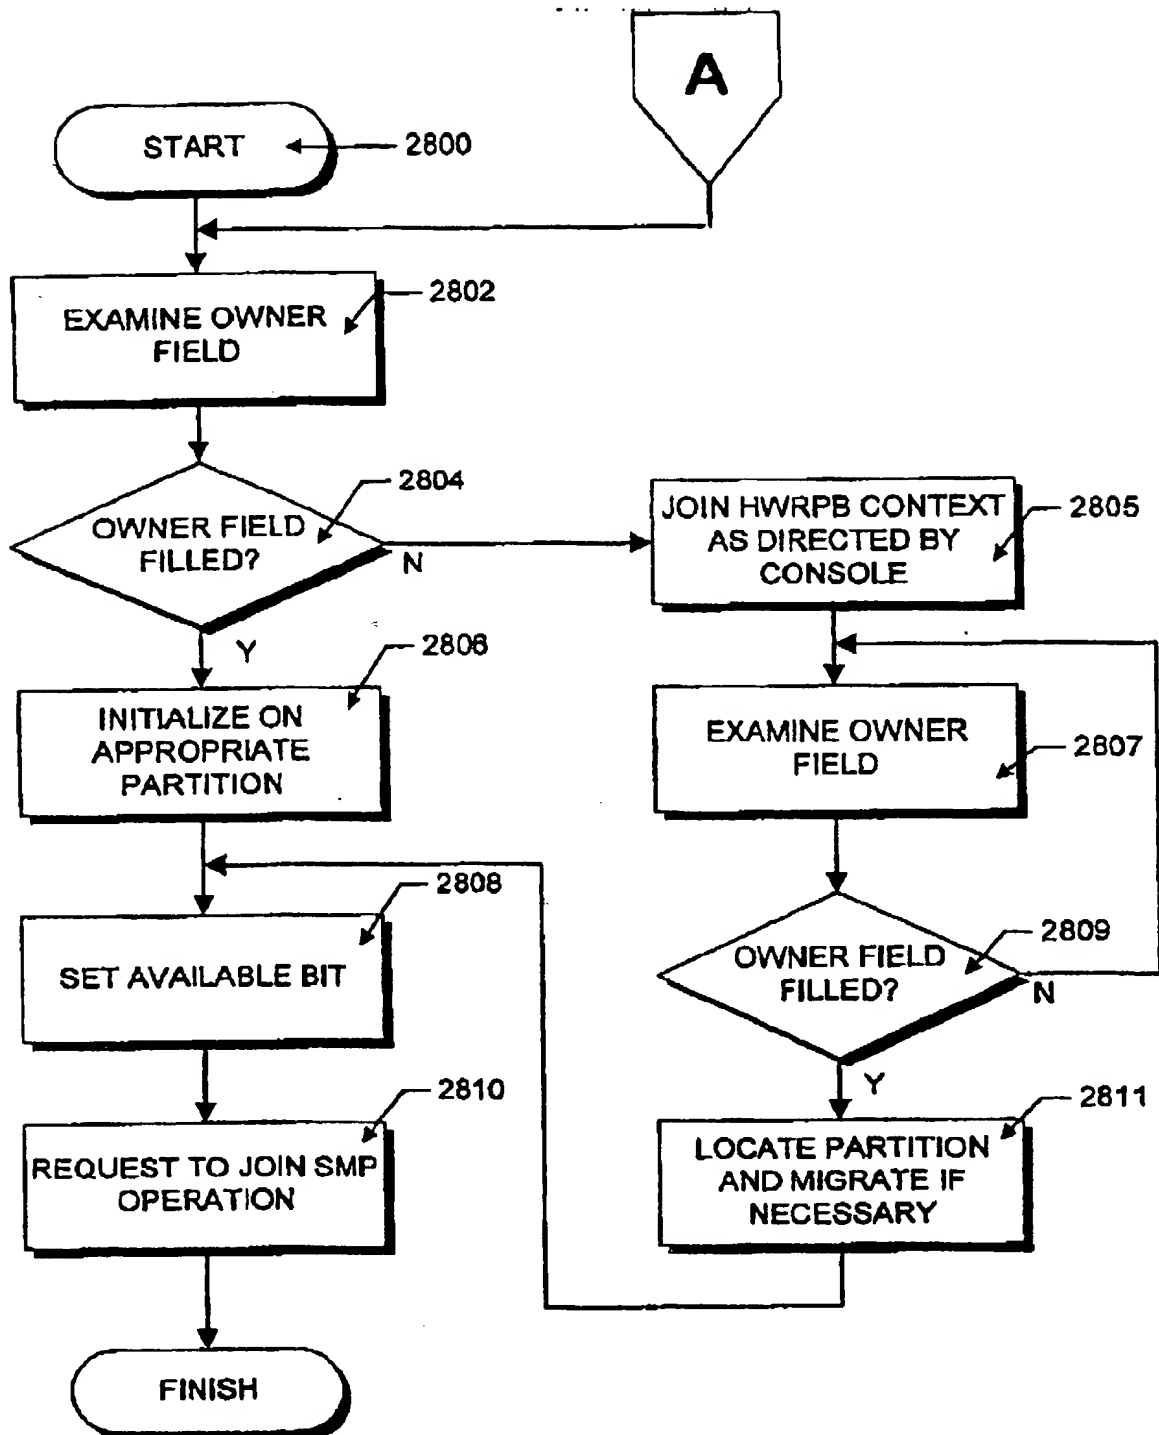 A
START
2800
EXAMINE OWNER
FIELD
2802
OWNER FIELD
FILLED?
2804
N
Y
JOIN HWRPB CONTEXT
AS DIRECTED BY
CONSOLE
2805
INITIALIZE ON
APPROPRIATE
PARTITION
2806
EXAMINE OWNER
FIELD
2807
SET AVAILABLE BIT
2808
OWNER FIELD
FILLED?
2809
N
Y
REQUEST TO JOIN SMP
OPERATION
2810
LOCATE PARTITION
AND MIGRATE IF
NECESSARY
2811
FINISH